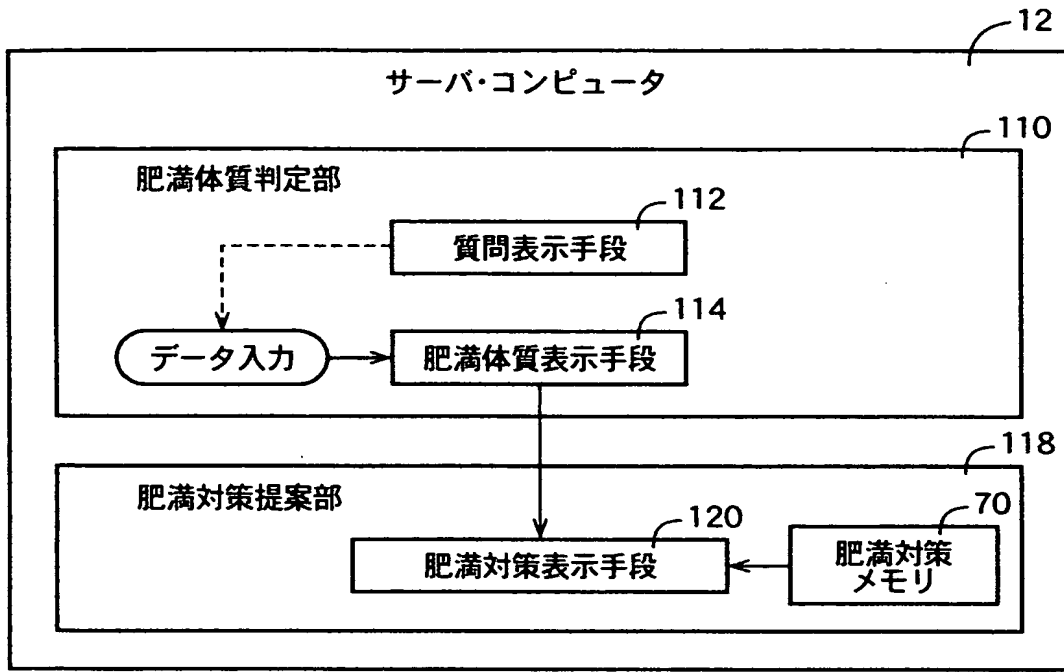 12
サーバ・コンピュータ
110
肥満体質判定部
112
質問表示手段
114
データ入力
肥満体質表示手段
118
肥満対策提案部
120
70
肥満対策表示手段
肥満対策
メモリ